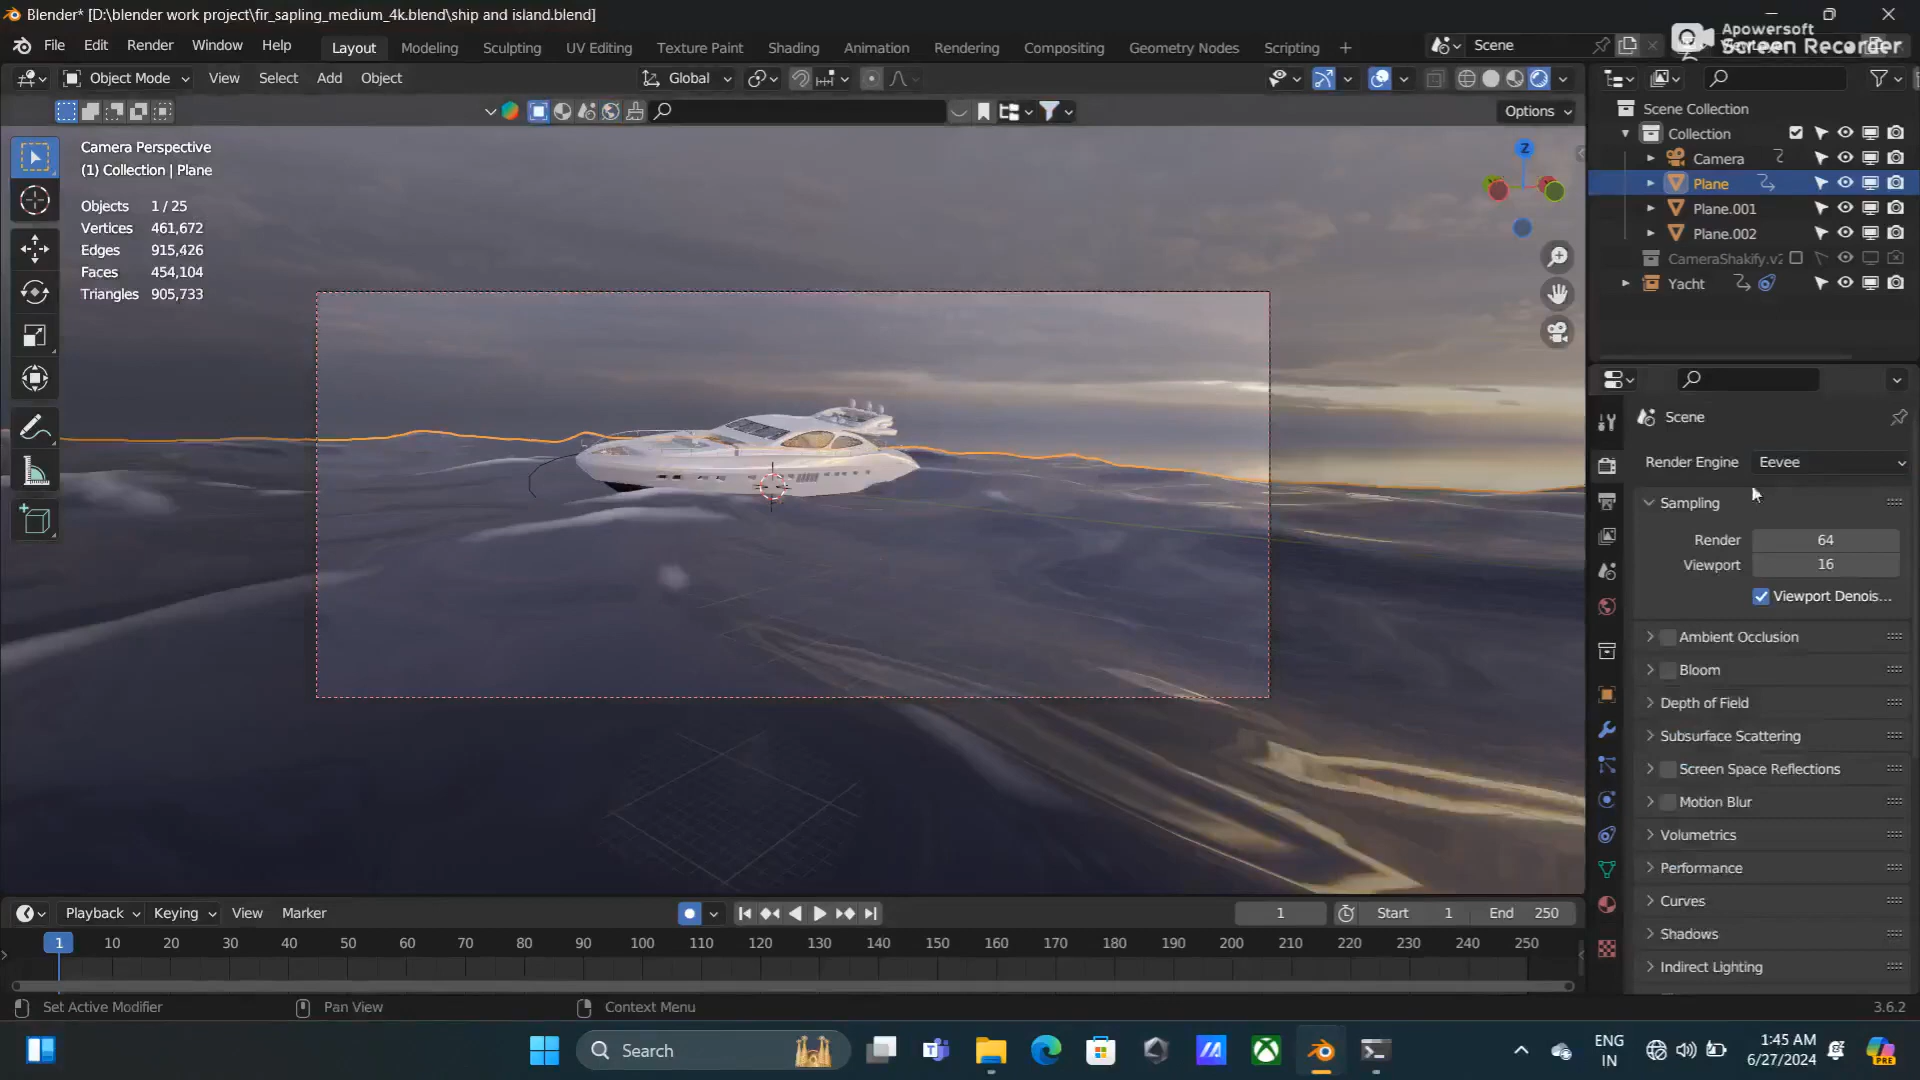 Blender* [D:\blender work project\fir_sapling_medium_4k.blend\ship and island.blend]
Apowersoft
Screen Recorder
File Edit Render Window Help
Layout Modeling Sculpting UV Editing Texture Paint Shading Animation Rendering Compositing Geometry Nodes Scripting +
Scene
Object Mode View Select Add Object
Global
Options
Camera Perspective
(1) Collection | Plane
Objects 1 / 25
Vertices 461,672
Edges 915,426
Faces 454,104
Triangles 905,733
Z
Scene Collection
Collection
Camera
Plane
Plane.001
Plane.002
CameraShakify.v2
Yacht
Scene
Render Engine Eevee
Sampling
Render 64
Viewport 16
Viewport Denois...
Ambient Occlusion
Bloom
Depth of Field
Subsurface Scattering
Screen Space Reflections
Motion Blur
Volumetrics
Performance
Curves
Shadows
Indirect Lighting
Playback Keying View Marker
1 Start 1 End 250
1 10 20 30 40 50 60 70 80 90 100 110 120 130 140 150 160 170 180 190 200 210 220 230 240 250
Set Active Modifier Pan View Context Menu 3.6.2
Search
ENG
IN
1:45 AM
6/27/2024
PRE